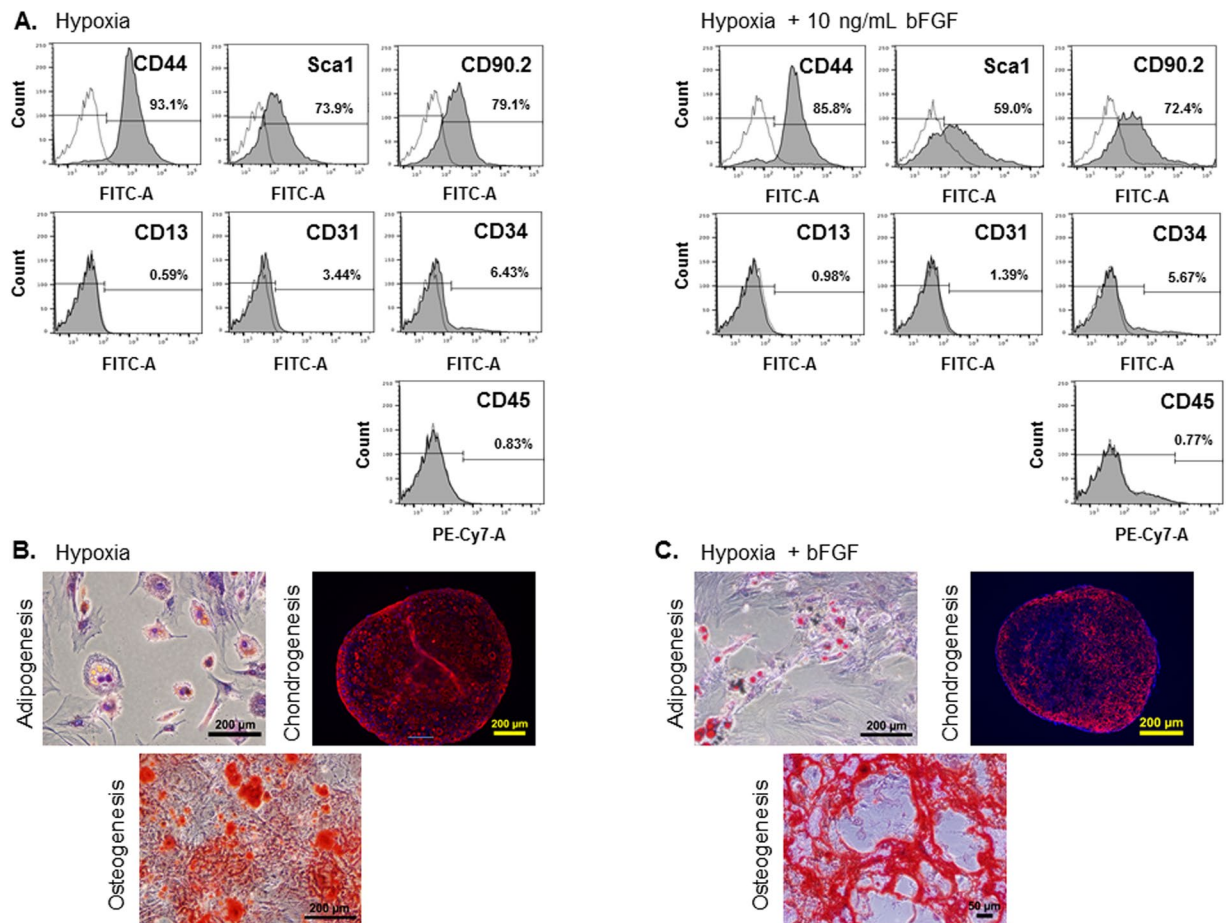 A. Hypoxia
CD44
93.1%
Count
FITC-A
Sca1
73.9%
FITC-A
CD90.2
79.1%
FITC-A
CD13
0.59%
Count
FITC-A
CD31
3.44%
FITC-A
CD34
6.43%
FITC-A
CD45
0.83%
Count
PE-Cy7-A
Hypoxia + 10 ng/mL bFGF
CD44
85.8%
Count
FITC-A
Sca1
59.0%
FITC-A
CD90.2
72.4%
FITC-A
CD13
0.98%
Count
FITC-A
CD31
1.39%
FITC-A
CD34
5.67%
FITC-A
CD45
0.77%
Count
PE-Cy7-A
B. Hypoxia
Adipogenesis
200 µm
Chondrogenesis
200 µm
Osteogenesis
200 µm
C. Hypoxia + bFGF
Adipogenesis
200 µm
Chondrogenesis
200 µm
Osteogenesis
50 µm